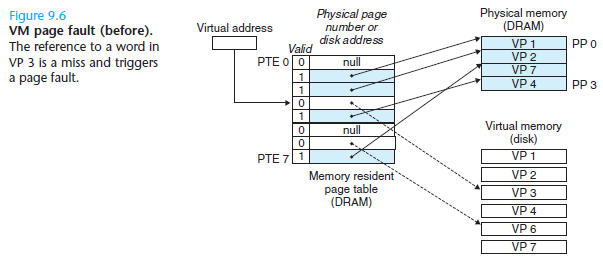 Figure 9.6
VM page fault (before).
The reference to a word in
VP 3 is a miss and triggers
a page fault.
Virtual address
Physical page
number or
disk address
Valid
PTE 0 0 null
1
1
0
1
0 null
0
PTE 7 1
Memory resident
page table
(DRAM)
Physical memory
(DRAM)
VP 1 PP 0
VP 2
VP 7
VP 4 PP 3
Virtual memory
(disk)
VP 1
VP 2
VP 3
VP 4
VP 6
VP 7